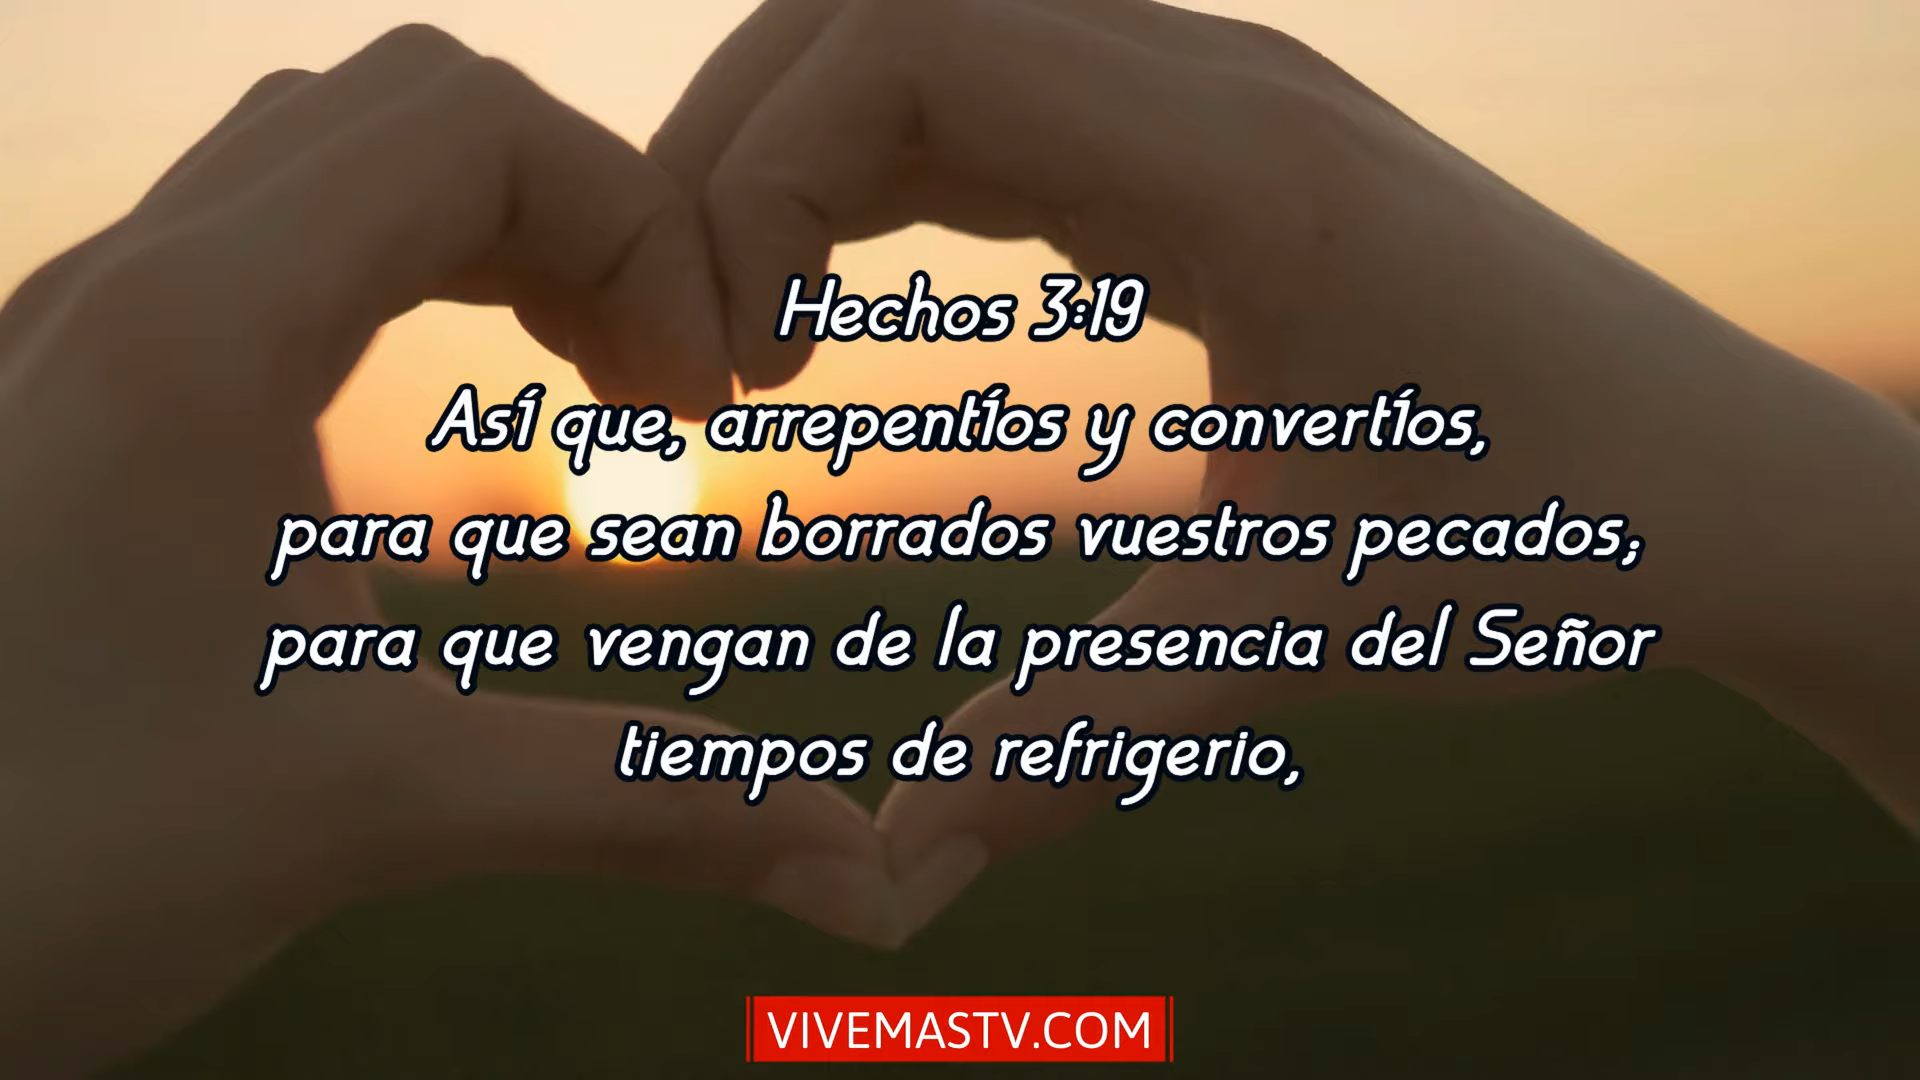 Hechos 3:19
Así que, arrepentíos y convertíos,
para que sean borrados vuestros pecados;
para que vengan de la presencia del Señor
tiempos de refrigerio,
VIVEMASTV.COM